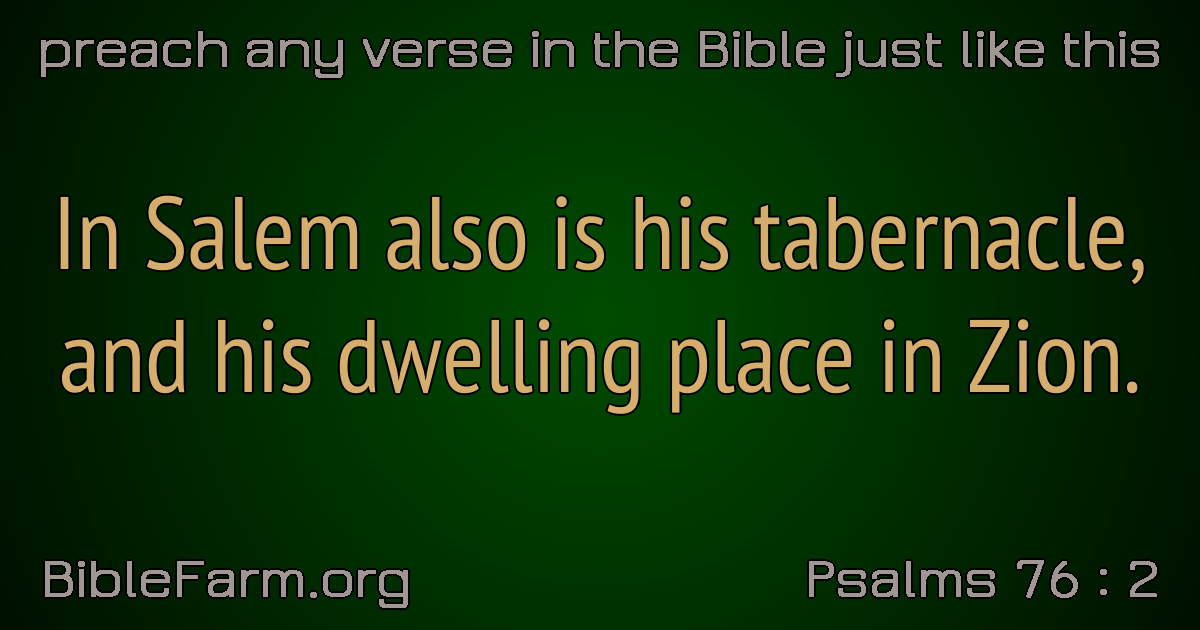 preach any verse in the Bible just like this
In Salem also is his tabernacle,
and his dwelling place in Zion.
BibleFarm.org
Psalms 76 : 2